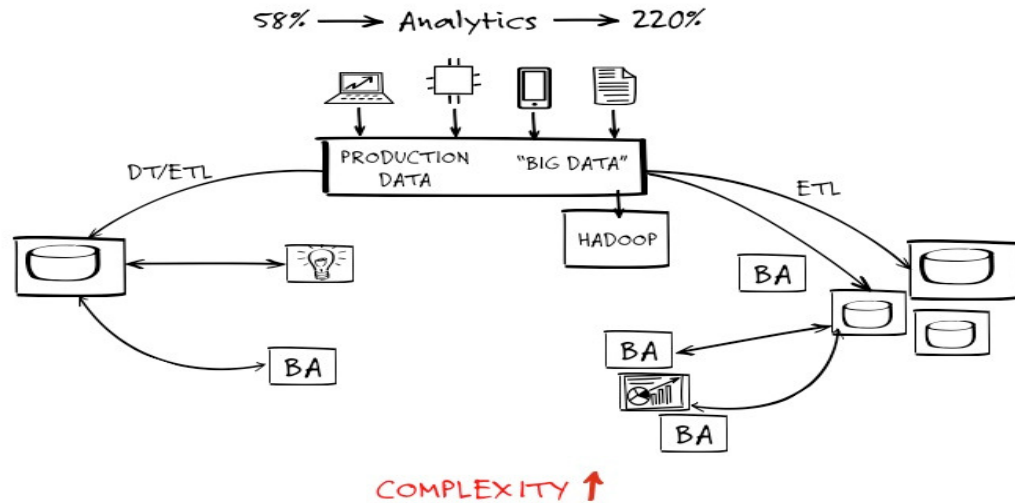 58% → Analytics → 220%
PRODUCTION DATA
"BIG DATA"
DT/ETL
ETL
HADOOP
BA
BA
BA
BA
COMPLEXITY ↑